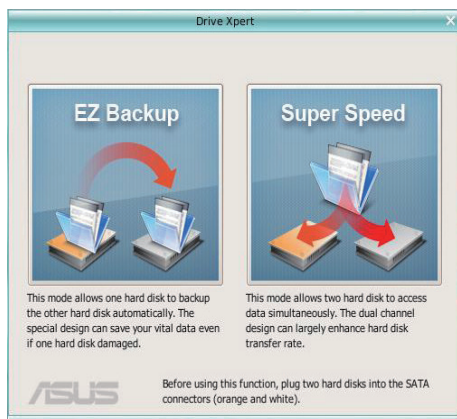 Drive Xpert
EZ Backup
This mode allows one hard disk to backup
the other hard disk automatically. The
special design can save your vital data even
if one hard disk damaged.
Super Speed
This mode allows two hard disk to access
data simultaneously. The dual channel
design can largely enhance hard disk
transfer rate.
ASUS
Before using this function, plug two hard disks into the SATA
connectors (orange and white).